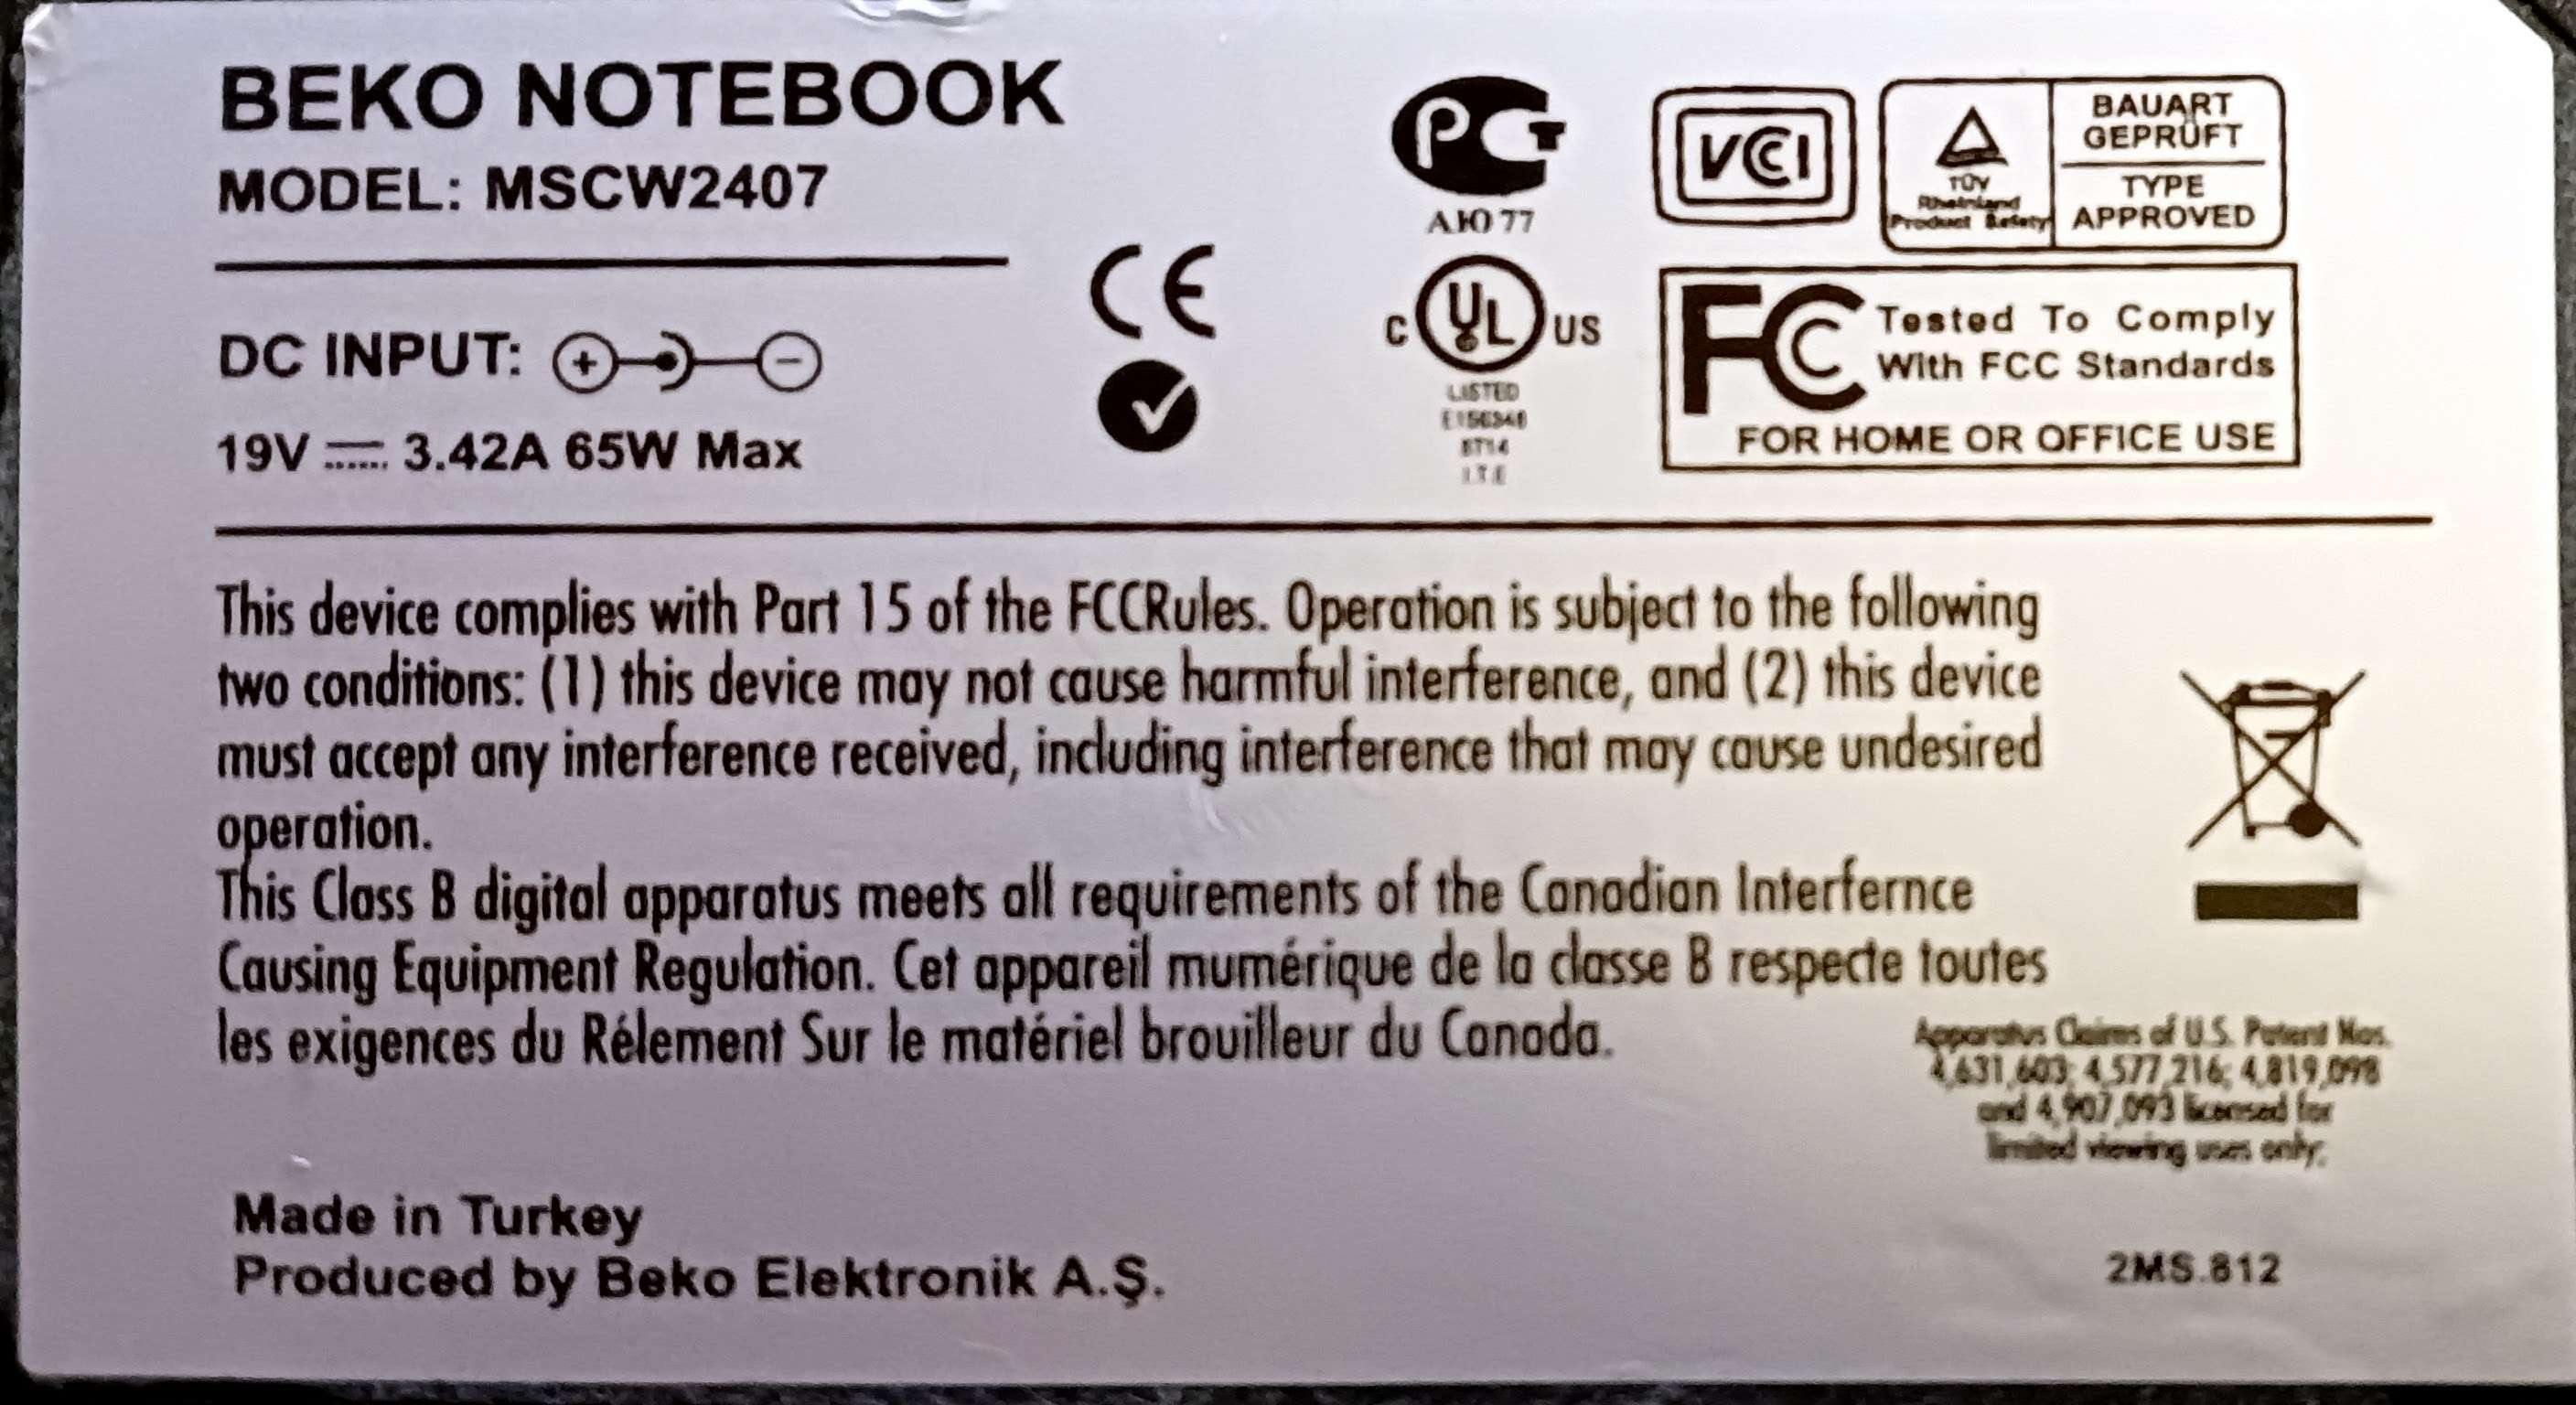 BEKO NOTEBOOK
MODEL: MSCW2407
DC INPUT: + −
19V 3.42A 65W Max
CE
PCT
АЮ 77
C UL US
LISTED
E156348
8T14
I.T.E
VCCI
TÜV
Rheinland
Product Safety
BAUART
GEPRÜFT
TYPE
APPROVED
FCC
Tested To Comply
With FCC Standards
FOR HOME OR OFFICE USE
This device complies with Part 15 of the FCCRules. Operation is subject to the following
two conditions: (1) this device may not cause harmful interference, and (2) this device
must accept any interference received, including interference that may cause undesired
operation.
This Class B digital apparatus meets all requirements of the Canadian Interfernce
Causing Equipment Regulation. Cet appareil mumérique de la classe B respecte toutes
les exigences du Rélement Sur le matériel brouilleur du Canada.
Apparatus Claims of U.S. Patent Nos.
4,631,603; 4,577,216; 4,819,098
and 4,907,093 licensed for
limited viewing uses only.
Made in Turkey
Produced by Beko Elektronik A.Ş.
2MS.812